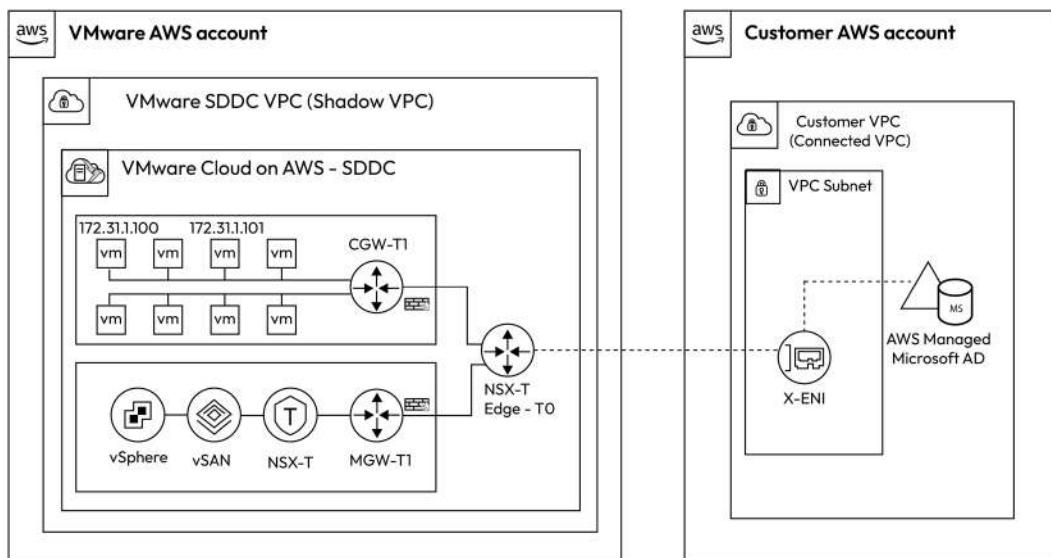 aws
VMware AWS account
VMware SDDC VPC (Shadow VPC)
VMware Cloud on AWS - SDDC
172.31.1.100 172.31.1.101
vm vm vm vm
CGW-T1
vm vm vm vm
NSX-T
Edge - T0
T
vSphere vSAN NSX-T MGW-T1
aws
Customer AWS account
Customer VPC
(Connected VPC)
VPC Subnet
MS
AWS Managed
Microsoft AD
X-ENI